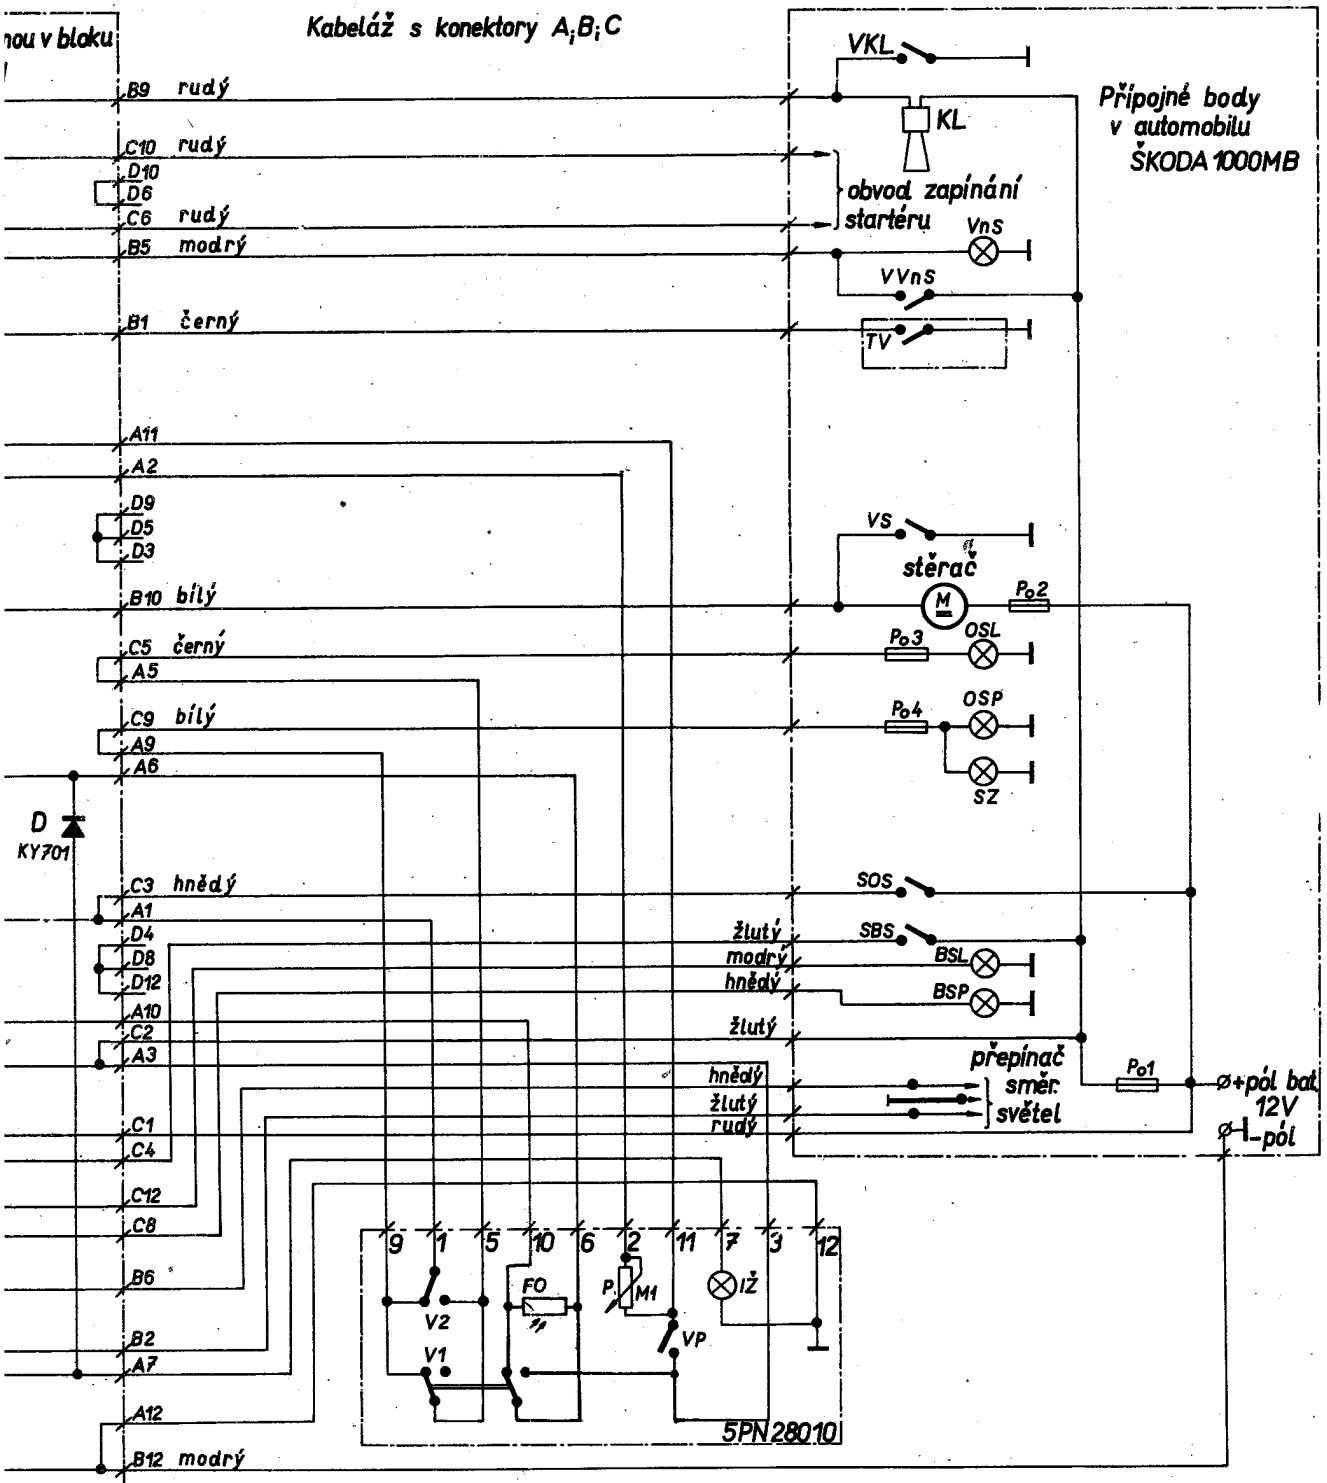 nou v bloku
Kabeláž s konektory A;B;C
Přípojné body
v automobilu
ŠKODA 1000MB
VKL
B9 rudý
KL
C10 rudý
D10
D6
obvod zapínání
startéru
C6 rudý
B5 modrý
VnS
VVnS
B1 černý
TV
A11
A2
D9
D5
D3
VS
stěrač
M
Po2
B10 bílý
C5 černý
Po3
OSL
A5
C9 bílý
Po4
OSP
A9
A6
SZ
D
KY701
C3 hnědý
SOS
A1
D4
žlutý
SBS
D8
modrý
BSL
D12
hnědý
BSP
A10
C2
žlutý
A3
přepínač
směr.
světel
hnědý
žlutý
rudý
Po1
+pól bat.
12V
-pól
C1
C4
C12
C8
9 1 5 10 6 2 11 7 3 12
B6
FO
P
M1
IŽ
V2
VP
B2
V1
A7
A12
5PN 28010
B12 modrý